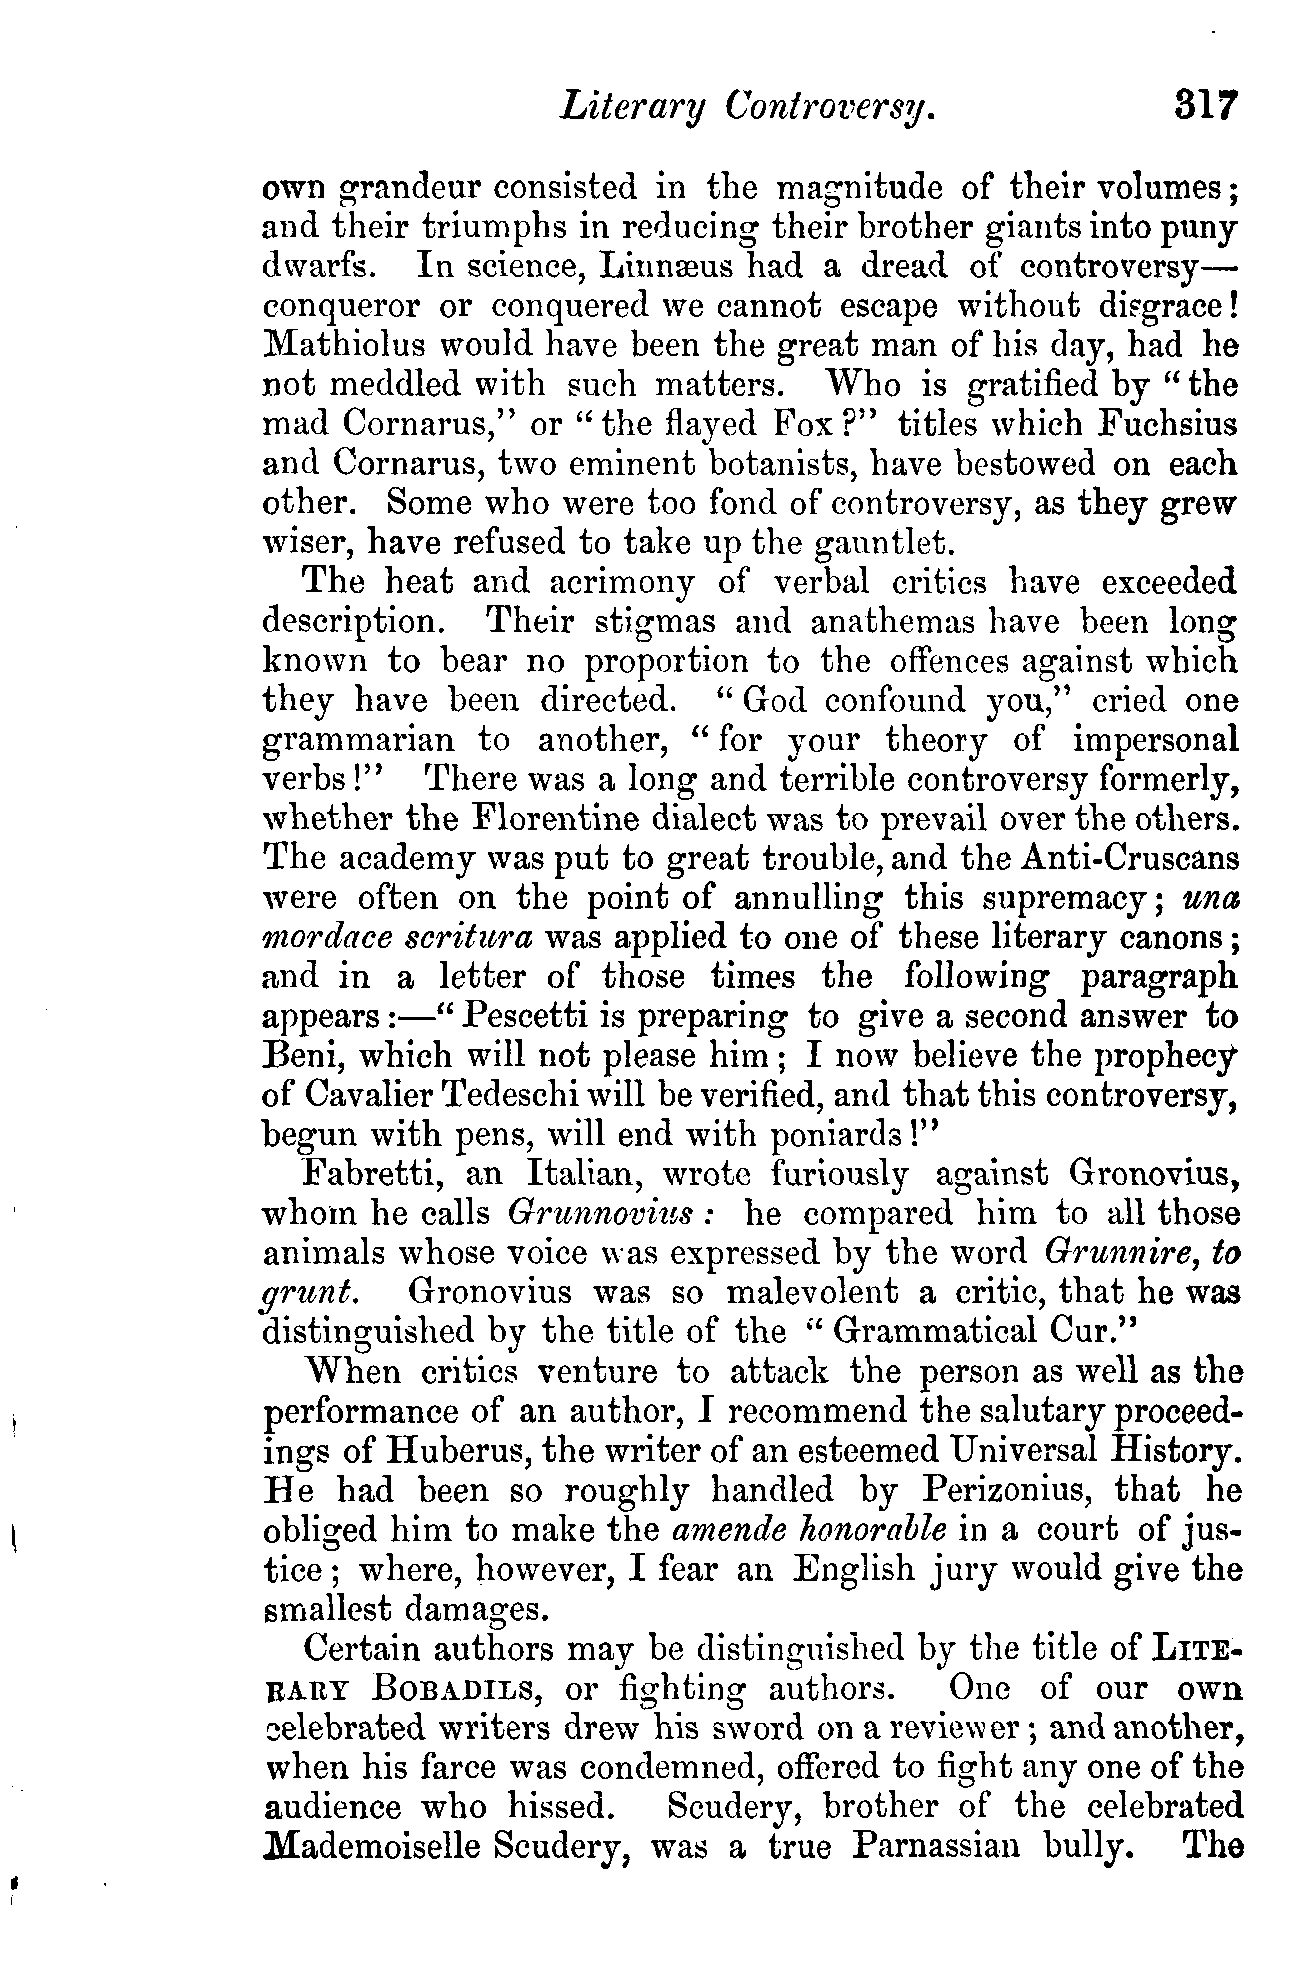 Literary Controversy. 317
own grandeur consisted in the magnitude of their volumes;
and their triumphs in reducing their brother giants into puny
dwarfs. In science, Linnæus had a dread of controversy—
conqueror or conquered we cannot escape without disgrace!
Mathiolus would have been the great man of his day, had he
not meddled with such matters. Who is gratified by "the
mad Cornarus," or "the flayed Fox?" titles which Fuchsius
and Cornarus, two eminent botanists, have bestowed on each
other. Some who were too fond of controversy, as they grew
wiser, have refused to take up the gauntlet.
The heat and acrimony of verbal critics have exceeded
description. Their stigmas and anathemas have been long
known to bear no proportion to the offences against which
they have been directed. "God confound you," cried one
grammarian to another, "for your theory of impersonal
verbs!" There was a long and terrible controversy formerly,
whether the Florentine dialect was to prevail over the others.
The academy was put to great trouble, and the Anti-Cruscans
were often on the point of annulling this supremacy; una
mordace scritura was applied to one of these literary canons;
and in a letter of those times the following paragraph
appears:—"Pescetti is preparing to give a second answer to
Beni, which will not please him; I now believe the prophecy
of Cavalier Tedeschi will be verified, and that this controversy,
begun with pens, will end with poniards!"
Fabretti, an Italian, wrote furiously against Gronovius,
whom he calls Grunnovius: he compared him to all those
animals whose voice was expressed by the word Grunnire, to
grunt. Gronovius was so malevolent a critic, that he was
distinguished by the title of the "Grammatical Cur."
When critics venture to attack the person as well as the
performance of an author, I recommend the salutary proceed-
ings of Huberus, the writer of an esteemed Universal History.
He had been so roughly handled by Perizonius, that he
obliged him to make the amende honorable in a court of jus-
tice; where, however, I fear an English jury would give the
smallest damages.
Certain authors may be distinguished by the title of LITE-
RARY BOBADILS, or fighting authors. One of our own
celebrated writers drew his sword on a reviewer; and another,
when his farce was condemned, offered to fight any one of the
audience who hissed. Scudery, brother of the celebrated
Mademoiselle Scudery, was a true Parnassian bully. The